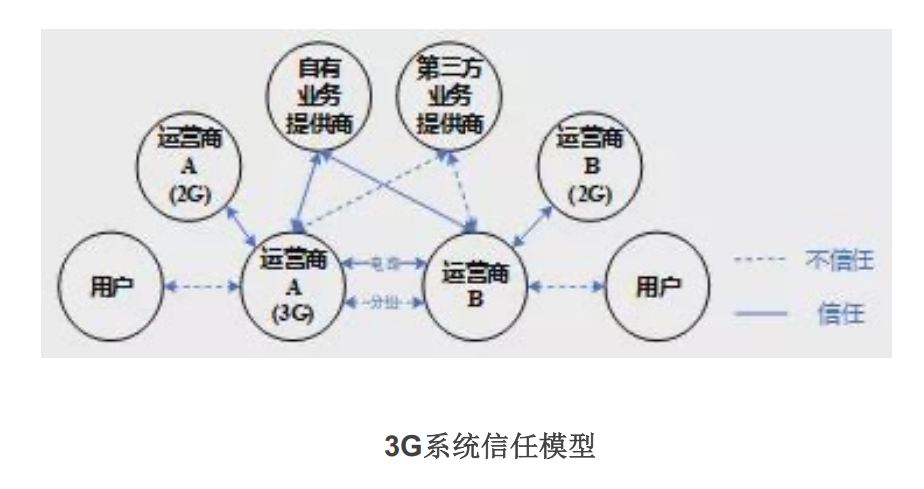 自有
业务
提供商
第三方
业务
提供商
运营商
A
(2G)
运营商
B
(2G)
用户
运营商
A
(3G)
电路
分组
运营商
B
用户
不信任
信任
3G系统信任模型